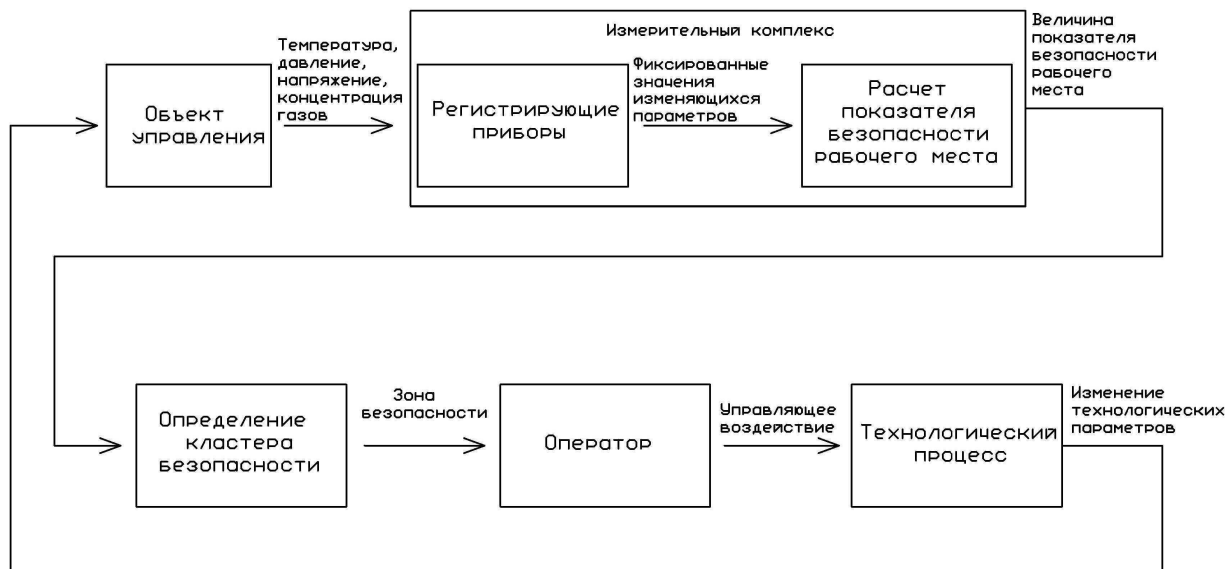 Измерительный комплекс
Объект
управления
Температура,
давление,
напряжение,
концентрация
газов
Регистрирующие
приборы
Фиксированные
значения
изменяющихся
параметров
Расчет
показателя
безопасности
рабочего места
Величина
показателя
безопасности
рабочего
места
Определение
кластера
безопасности
Зона
безопасности
Оператор
Управляющее
воздействие
Технологический
процесс
Изменение
технологических
параметров